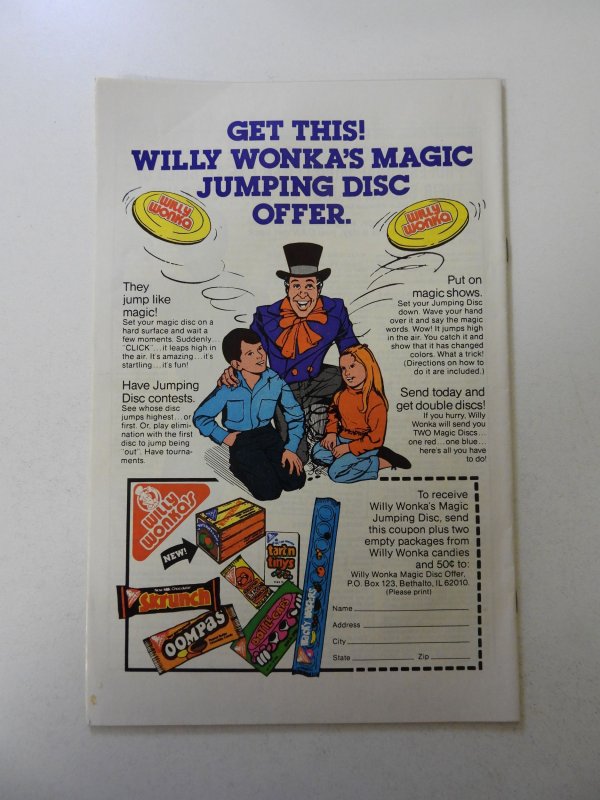 GET THIS!
WILLY WONKA'S MAGIC
JUMPING DISC
OFFER.
WILLY
WONKA
WILLY
WONKA
They
jump like
magic!
Set your magic disc on a
hard surface and wait a
few moments. Suddenly...
"CLICK"...it leaps high in
the air. It's amazing...it's
startling...it's fun!
Have Jumping
Disc contests.
See whose disc
jumps highest...or
first. Or, play elimi-
nation with the first
disc to jump being
"out". Have tourna-
ments.
Put on
magic shows.
Set your Jumping Disc
down. Wave your hand
over it and say the magic
words. Wow! It jumps high
in the air. You catch it and
show that it has changed
colors. What a trick!
(Directions on how to
do it are included.)
Send today and
get double discs!
If you hurry, Willy
Wonka will send you
TWO Magic Discs...
one red...one blue...
here's all you have
to do!
WILLY
WONKA'S
NEW!
tart n
tinys
Skrunch
OOMPAS
To receive
Willy Wonka's Magic
Jumping Disc, send
this coupon plus two
empty packages from
Willy Wonka candies
and 50¢ to:
Willy Wonka Magic Disc Offer,
P.O. Box 123, Bethalto, IL 62010.
(Please print)
Name
Address
City
State Zip